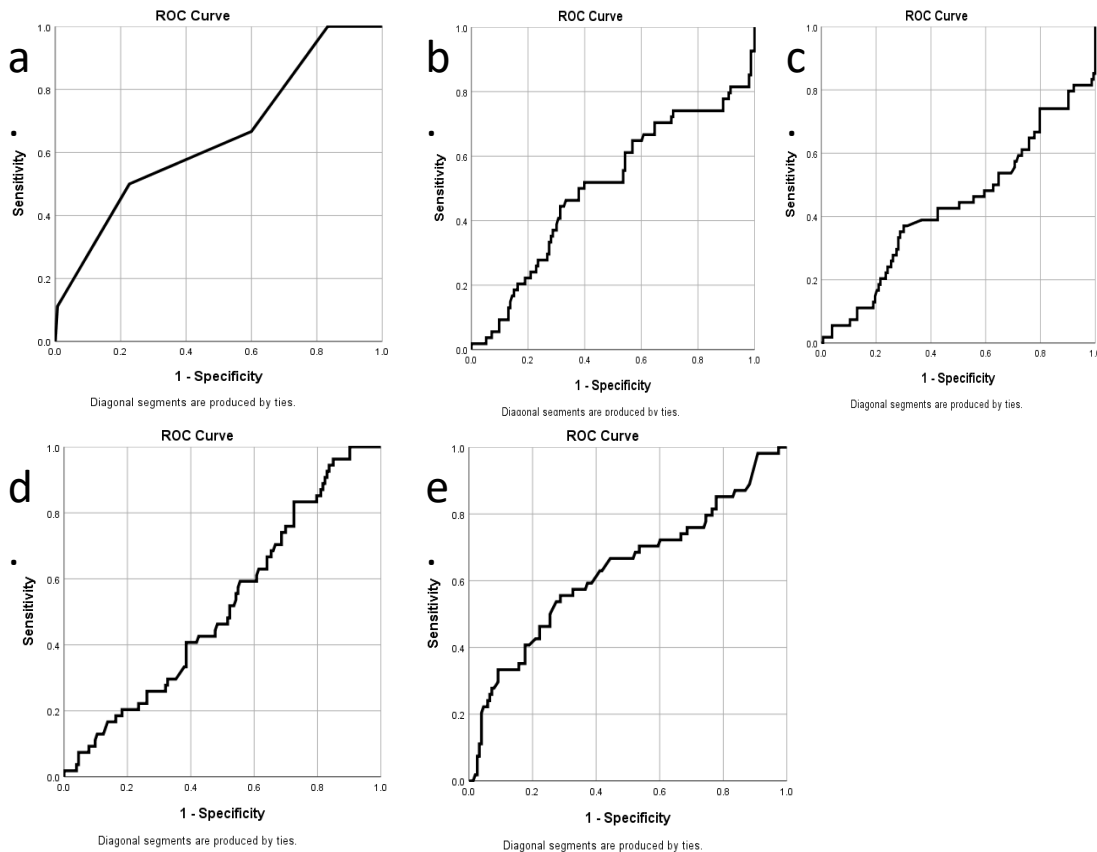 ROC Curve
a
1.0
0.8
0.6
0.4
0.2
0.0
Sensitivity
0.0 0.2 0.4 0.6 0.8 1.0
1 - Specificity
Diagonal segments are produced by ties.
ROC Curve
b
1.0
0.8
0.6
0.4
0.2
0.0
Sensitivity
0.0 0.2 0.4 0.6 0.8 1.0
1 - Specificity
Diagonal segments are produced by ties.
ROC Curve
c
1.0
0.8
0.6
0.4
0.2
0.0
Sensitivity
0.0 0.2 0.4 0.6 0.8 1.0
1 - Specificity
Diagonal segments are produced by ties.
ROC Curve
d
1.0
0.8
0.6
0.4
0.2
0.0
Sensitivity
0.0 0.2 0.4 0.6 0.8 1.0
1 - Specificity
Diagonal segments are produced by ties.
ROC Curve
e
1.0
0.8
0.6
0.4
0.2
0.0
Sensitivity
0.0 0.2 0.4 0.6 0.8 1.0
1 - Specificity
Diagonal segments are produced by ties.